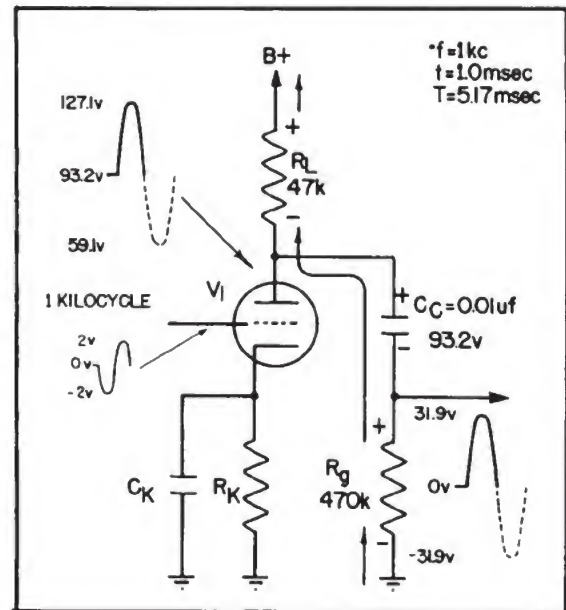 B+
°f=1kc
t=1.0msec
T=5.17msec
127.1v
93.2v
59.1v
+
RL
47k
-
1 KILOCYCLE
V1
2v
0v
-2v
+
CC=0.01uf
93.2v
-
31.9v
+
CK
RK
Rg
470k
0v
-
-31.9v